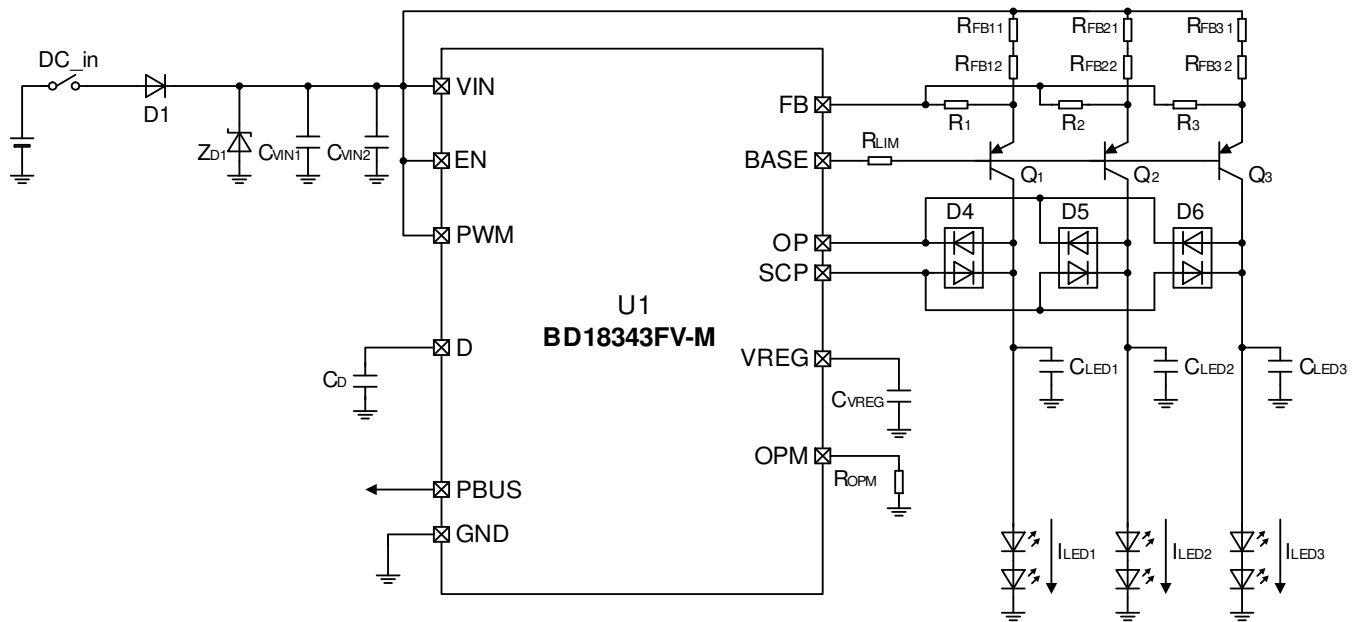 DC_in
D1
ZD1
CVIN1
CVIN2
VIN
EN
PWM
D
CD
PBUS
GND
U1
BD18343FV-M
FB
BASE
OP
SCP
VREG
OPM
RFB11
RFB21
RFB31
RFB12
RFB22
RFB32
R1
R2
R3
RLIM
Q1
Q2
Q3
D4
D5
D6
CLED1
CLED2
CLED3
CVREG
ROPM
ILED1
ILED2
ILED3